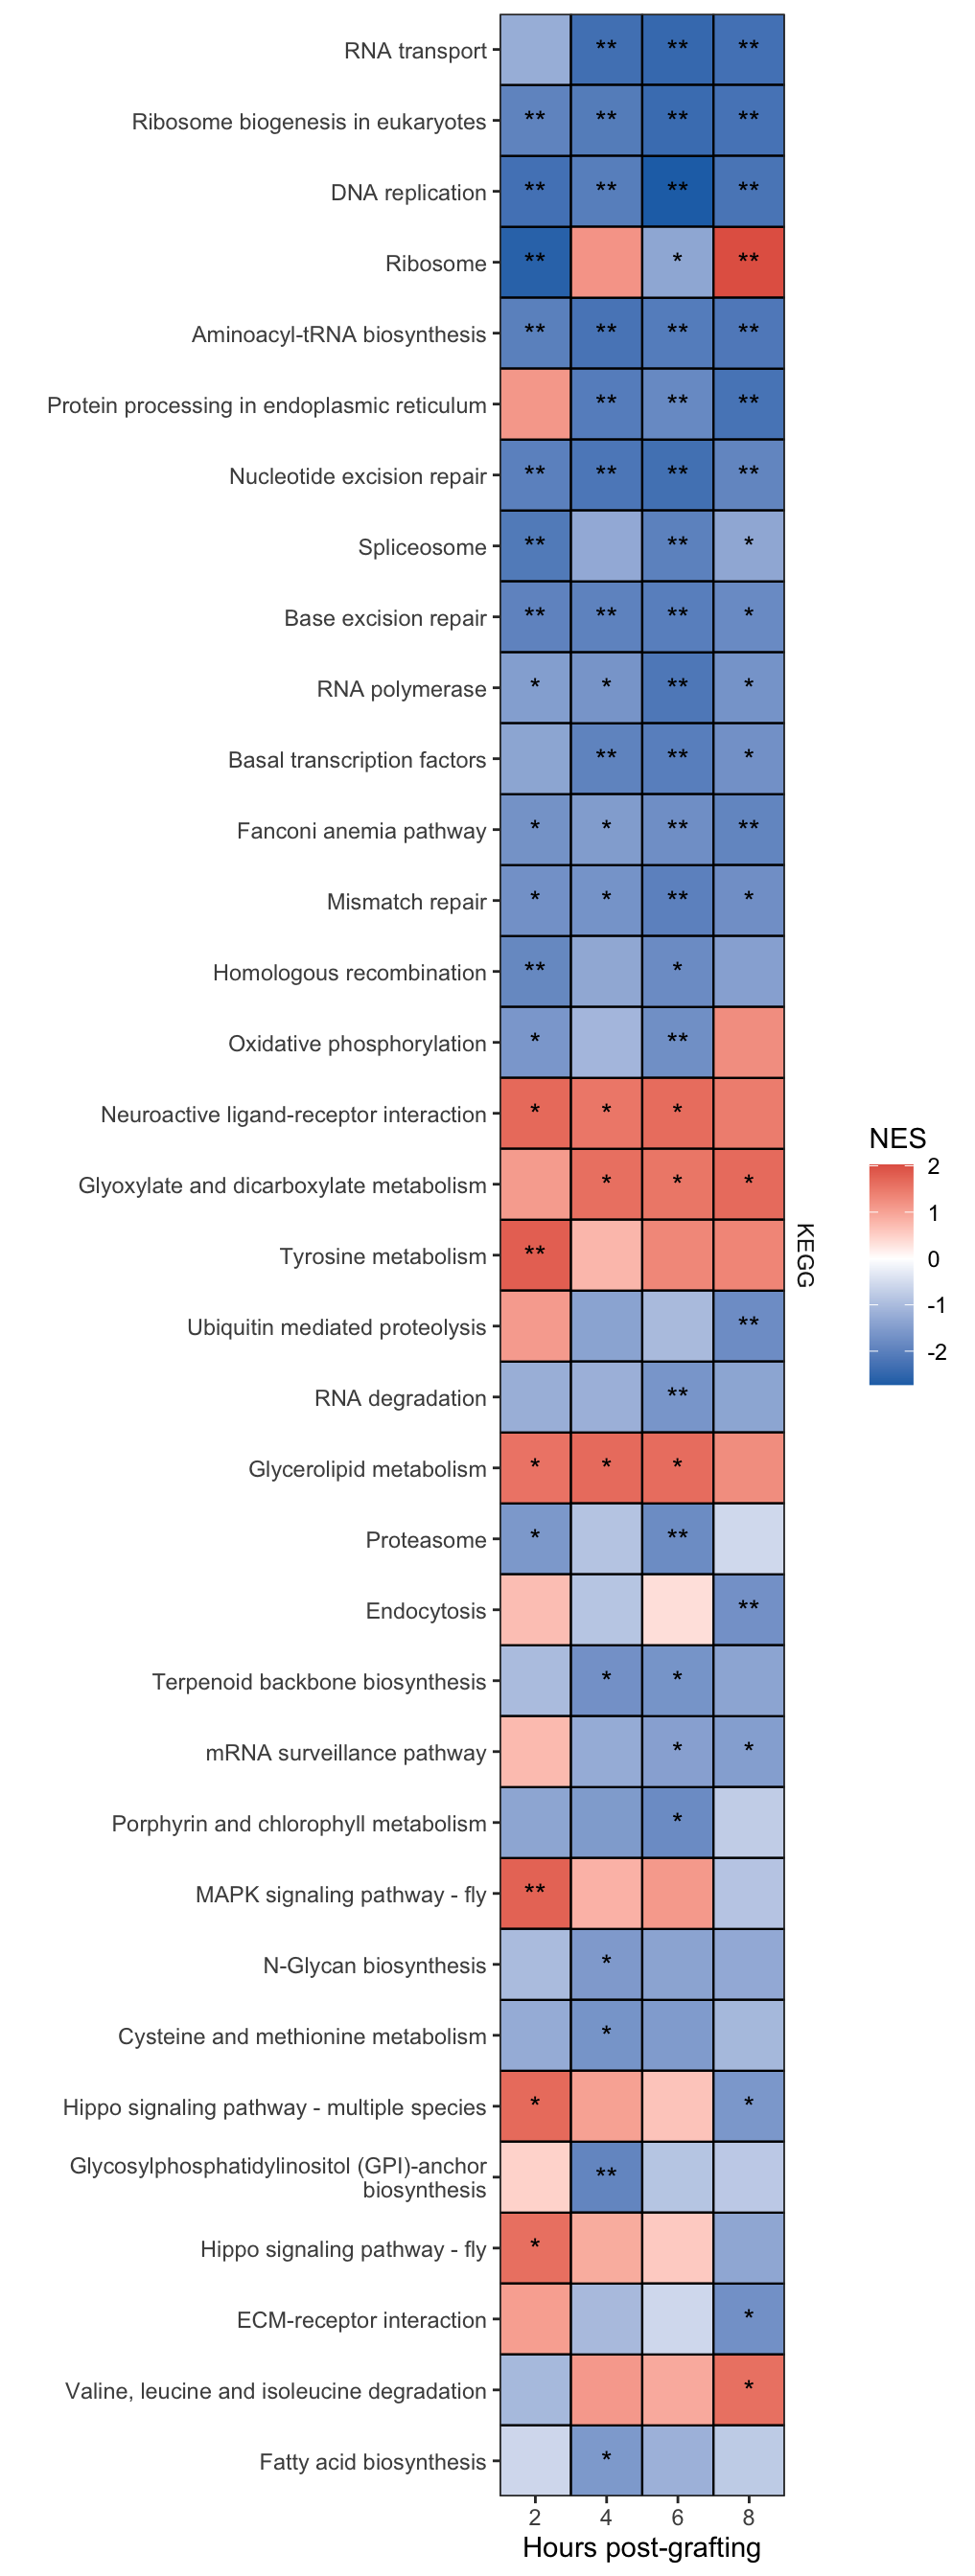 RNA transport
** ** **
Ribosome biogenesis in eukaryotes
** ** ** **
DNA replication
** ** ** **
Ribosome
** * **
Aminoacyl-tRNA biosynthesis
** ** ** **
Protein processing in endoplasmic reticulum
** ** **
Nucleotide excision repair
** ** ** **
Spliceosome
** ** *
Base excision repair
** ** ** *
RNA polymerase
* * ** *
Basal transcription factors
** ** *
Fanconi anemia pathway
* * ** **
Mismatch repair
* * ** *
Homologous recombination
** *
Oxidative phosphorylation
* **
Neuroactive ligand-receptor interaction
* * *
Glyoxylate and dicarboxylate metabolism
* * *
Tyrosine metabolism
**
Ubiquitin mediated proteolysis
**
RNA degradation
**
Glycerolipid metabolism
* * *
Proteasome
* **
Endocytosis
**
Terpenoid backbone biosynthesis
* *
mRNA surveillance pathway
* *
Porphyrin and chlorophyll metabolism
*
MAPK signaling pathway - fly
**
N-Glycan biosynthesis
*
Cysteine and methionine metabolism
*
Hippo signaling pathway - multiple species
* *
Glycosylphosphatidylinositol (GPI)-anchor
biosynthesis
**
Hippo signaling pathway - fly
*
ECM-receptor interaction
*
Valine, leucine and isoleucine degradation
*
Fatty acid biosynthesis
*
2 4 6 8
Hours post-grafting
KEGG
NES
2
1
0
-1
-2